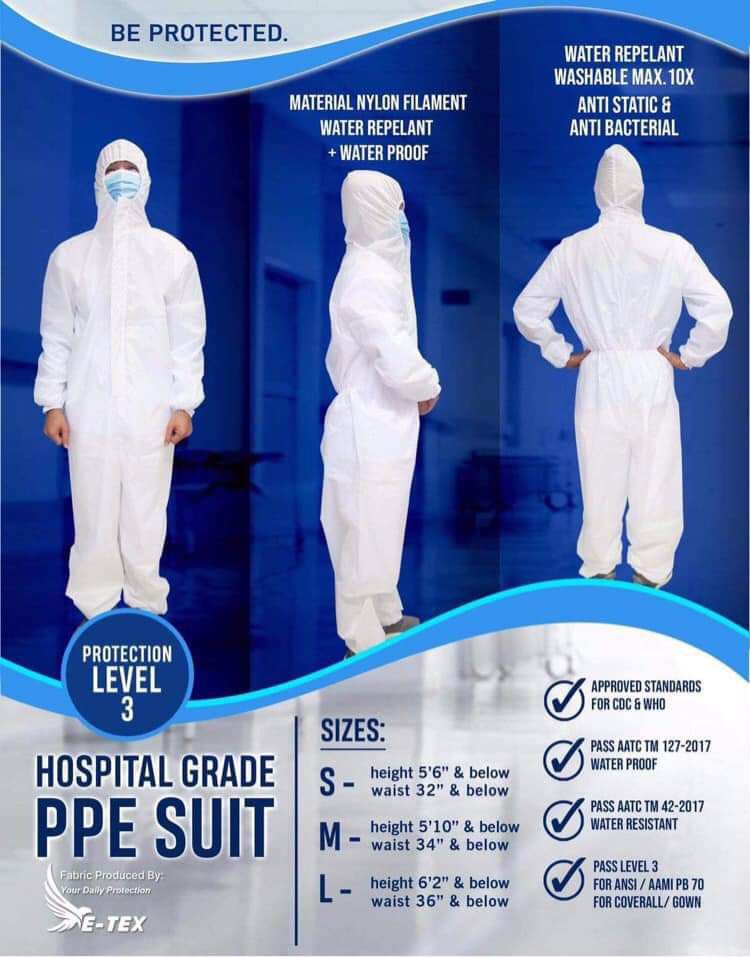 BE PROTECTED.
MATERIAL NYLON FILAMENT
WATER REPELANT
+ WATER PROOF
WATER REPELANT
WASHABLE MAX. 10X
ANTI STATIC &
ANTI BACTERIAL
PROTECTION
LEVEL
3
HOSPITAL GRADE
PPE SUIT
Fabric Produced By:
Your Daily Protection
E-TEX
SIZES:
S - height 5'6" & below
waist 32" & below
M - height 5'10" & below
waist 34" & below
L - height 6'2" & below
waist 36" & below
APPROVED STANDARDS
FOR CDC & WHO
PASS AATC TM 127-2017
WATER PROOF
PASS AATC TM 42-2017
WATER RESISTANT
PASS LEVEL 3
FOR ANSI / AAMI PB 70
FOR COVERALL/ GOWN